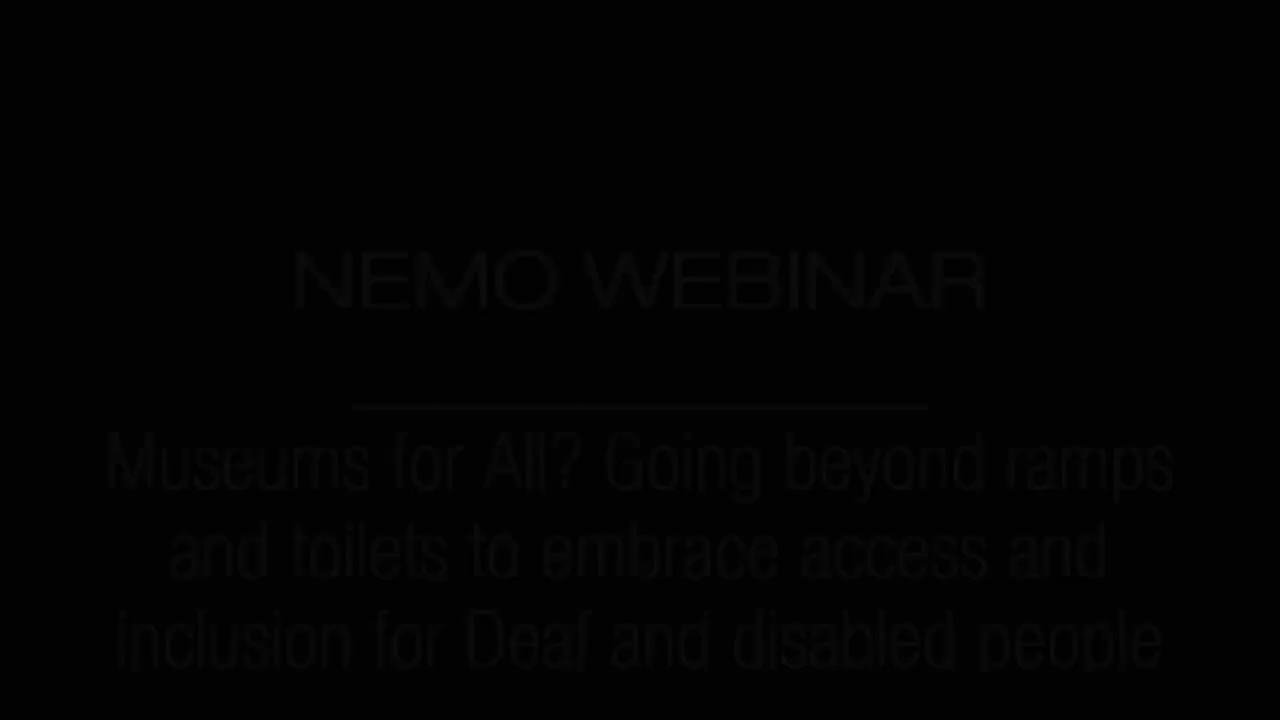 NEMO WEBINAR
Museums for All? Going beyond ramps
and toilets to embrace access and
inclusion for Deaf and disabled people